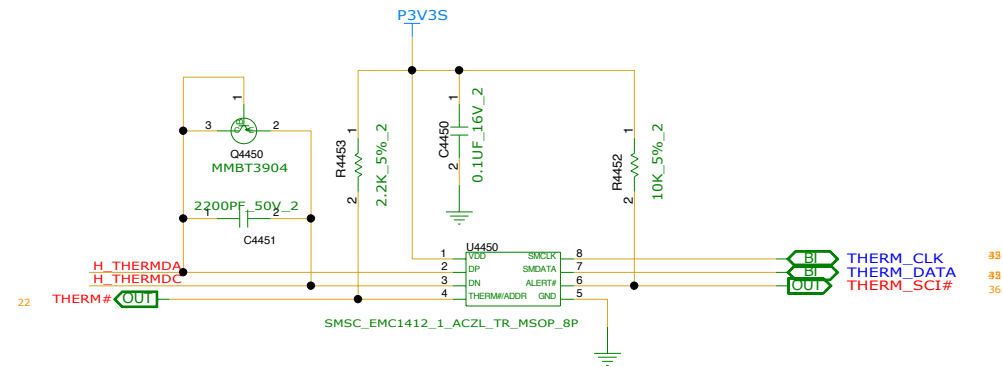 P3V3S
1
3
2
Q4450
MMBT3904
2200PF_50V_2
1
2
C4451
R4453
1
2
2.2K_5%_2
C4450
1
2
0.1UF_16V_2
R4452
1
2
10K_5%_2
U4450
H_THERMDA
H_THERMDC
22 THERM# OUT
1 VDD SMCLK 8
2 DP SMDATA 7
3 DN ALERT# 6
4 THERM#/ADDR GND 5
SMSC_EMC1412_1_ACZL_TR_MSOP_8P
BI THERM_CLK
BI THERM_DATA
OUT THERM_SCI# 36